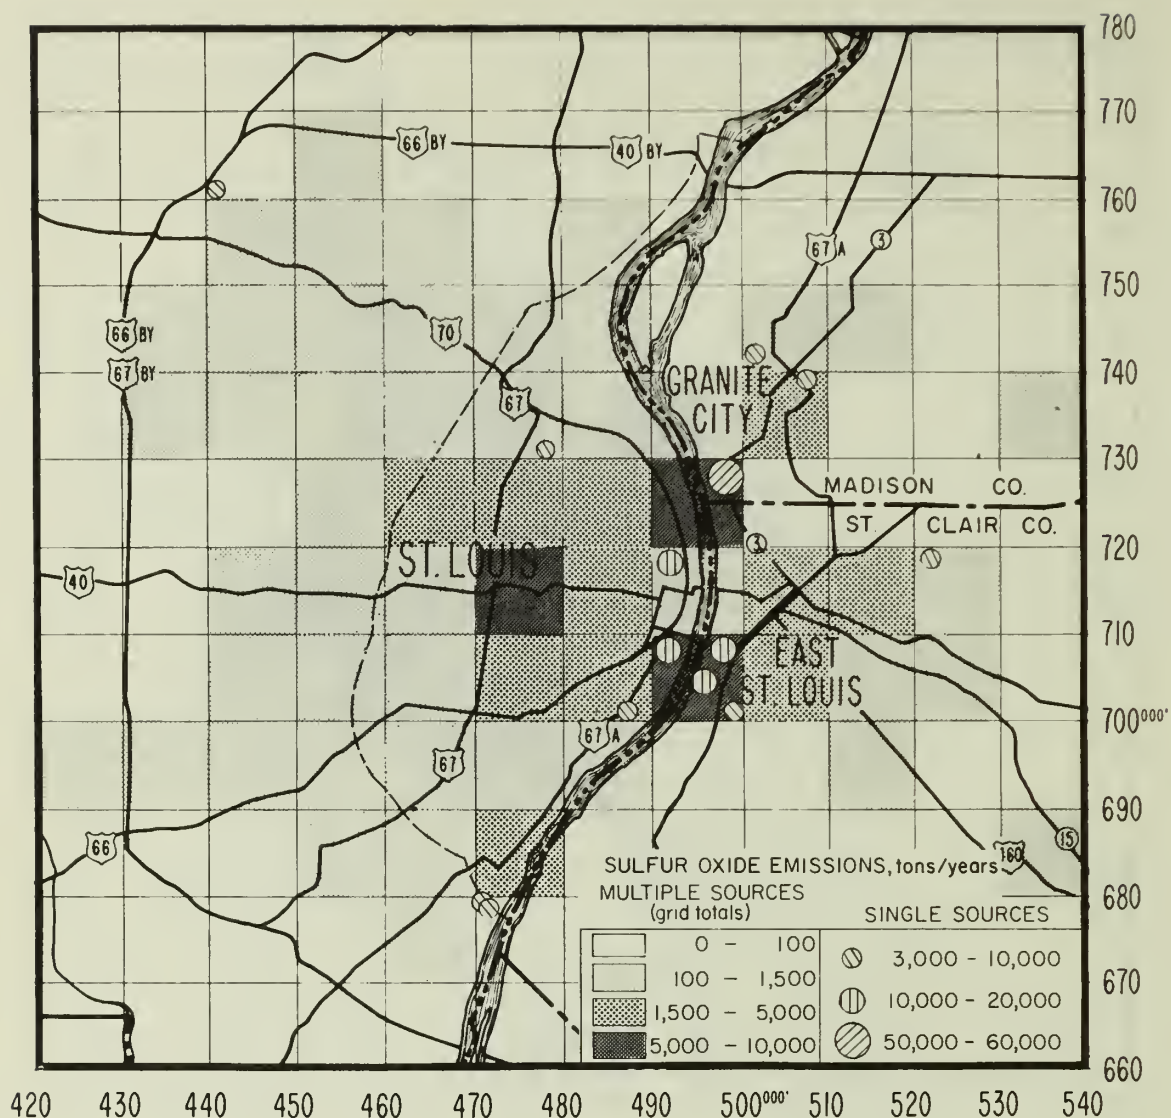 780
770
66 BY
40 BY
760
67A
3
750
66 BY
70
67 BY
740
GRANITE
CITY
67
730
MADISON CO.
ST. CLAIR CO.
3
720
ST. LOUIS
40
710
EAST
ST. LOUIS
67A
700000'
67
690
66
15
460
SULFUR OXIDE EMISSIONS, tons/years
MULTIPLE SOURCES
(grid totals)
SINGLE SOURCES
680
0 - 100
100 - 1,500
1,500 - 5,000
5,000 - 10,000
3,000 - 10,000
10,000 - 20,000
50,000 - 60,000
670
660
420 430 440 450 460 470 480 490 500000' 510 520 530 540